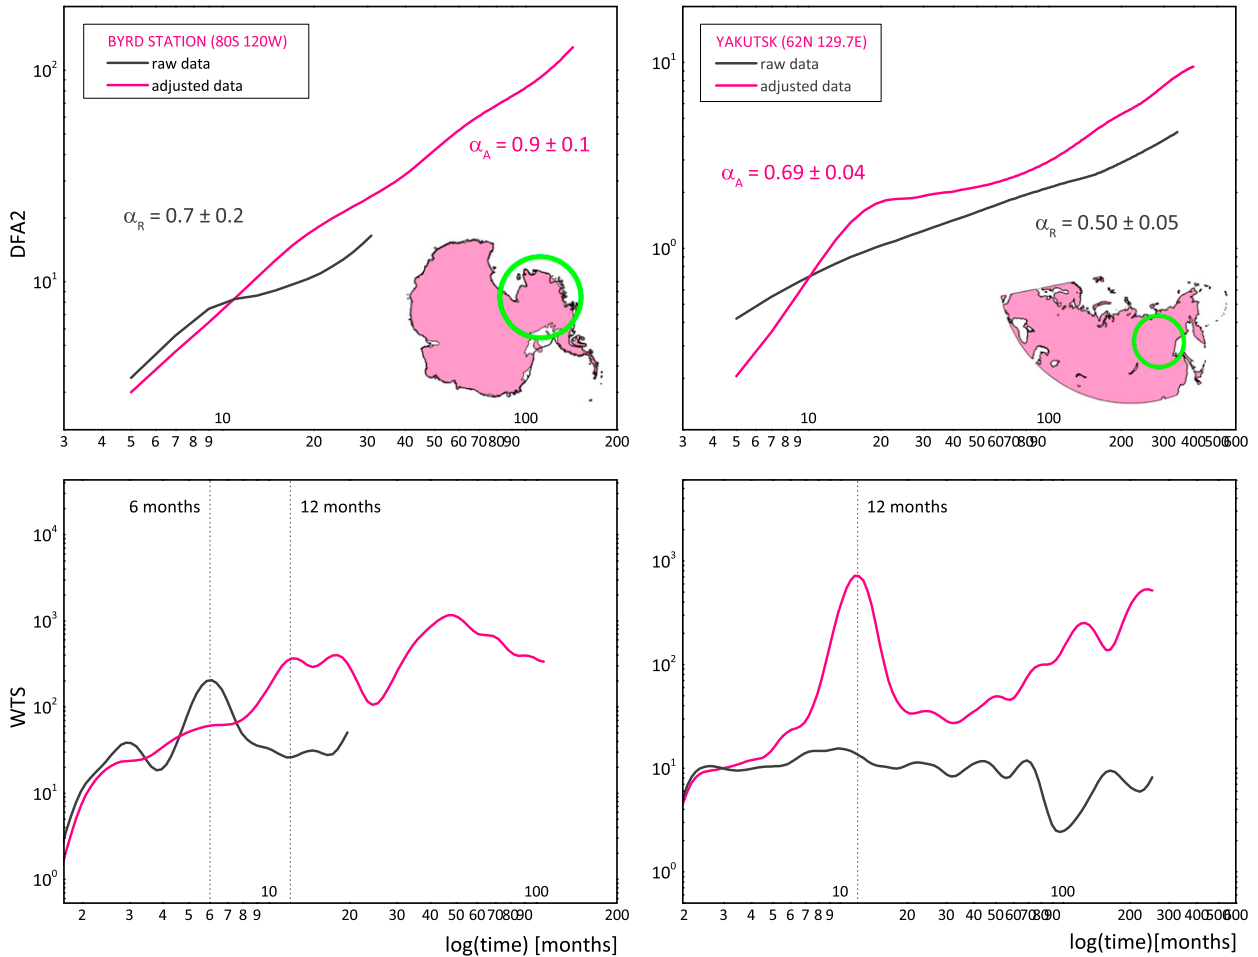 BYRD STATION (80S 120W)
raw data
adjusted data
10²
10¹
DFA2
α_A = 0.9 ± 0.1
α_R = 0.7 ± 0.2
10 100
3 4 5 6 7 8 9 20 30 40 50 60 70 80 90 200
YAKUTSK (62N 129.7E)
raw data
adjusted data
10¹
10⁰
α_A = 0.69 ± 0.04
α_R = 0.50 ± 0.05
10 100
3 4 5 6 7 8 9 20 30 40 50 60 70 80 90 200 300 400 500 600
6 months 12 months
10⁴
10³
10²
10¹
10⁰
WTS
10 100
2 3 4 5 6 7 8 9 20 30 40 50 60 70 80 90 200
log(time) [months]
12 months
10³
10²
10¹
10⁰
10 100
2 3 4 5 6 7 8 9 20 30 40 50 60 70 80 90 200 300 400 500 600
log(time)[months]